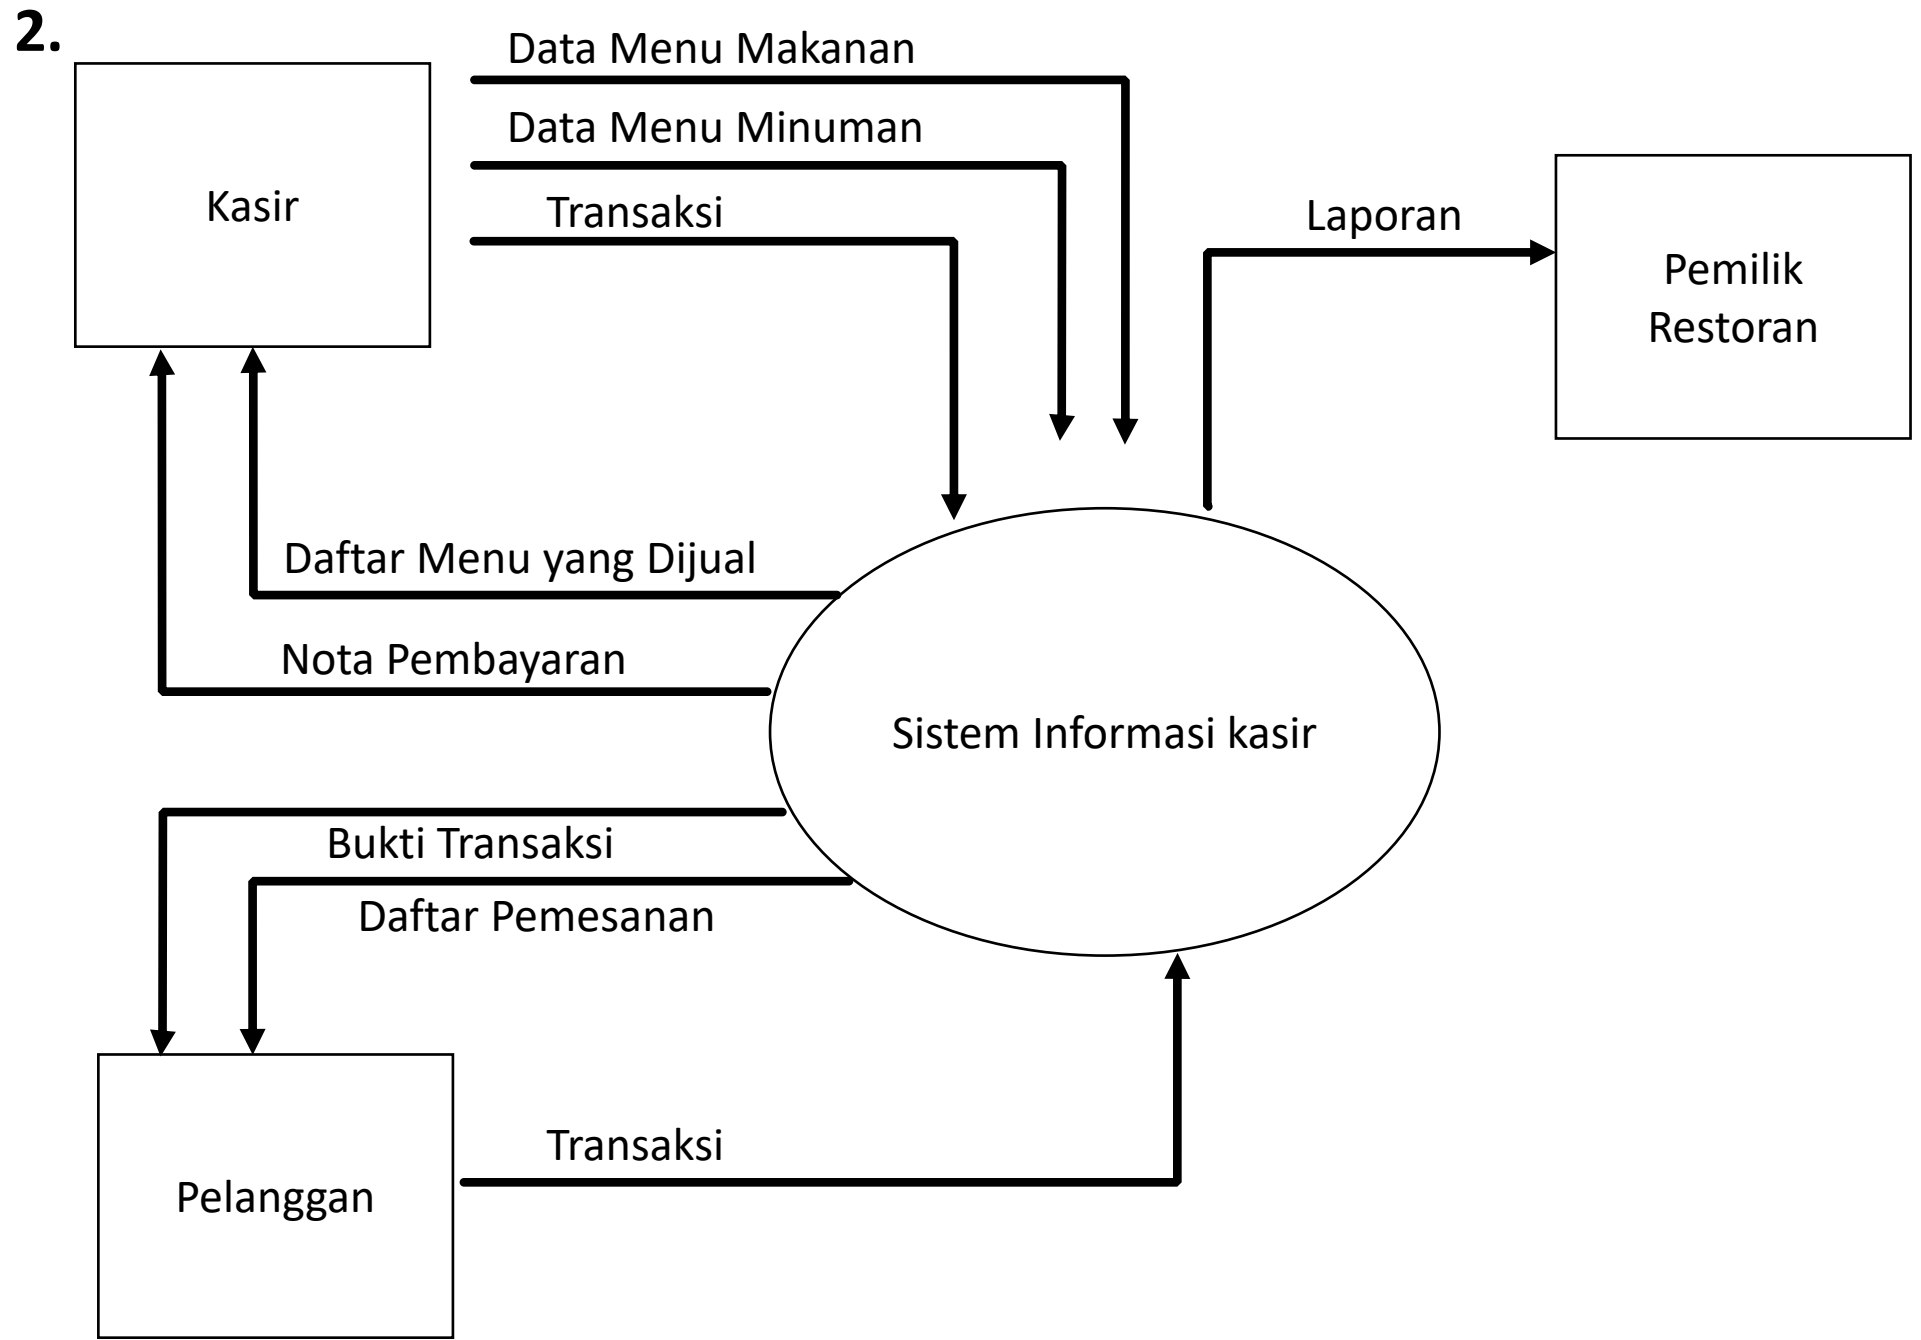 2.
Data Menu Makanan
Data Menu Minuman
Kasir
Transaksi
Laporan
Pemilik
Restoran
Daftar Menu yang Dijual
Nota Pembayaran
Sistem Informasi kasir
Bukti Transaksi
Daftar Pemesanan
Transaksi
Pelanggan